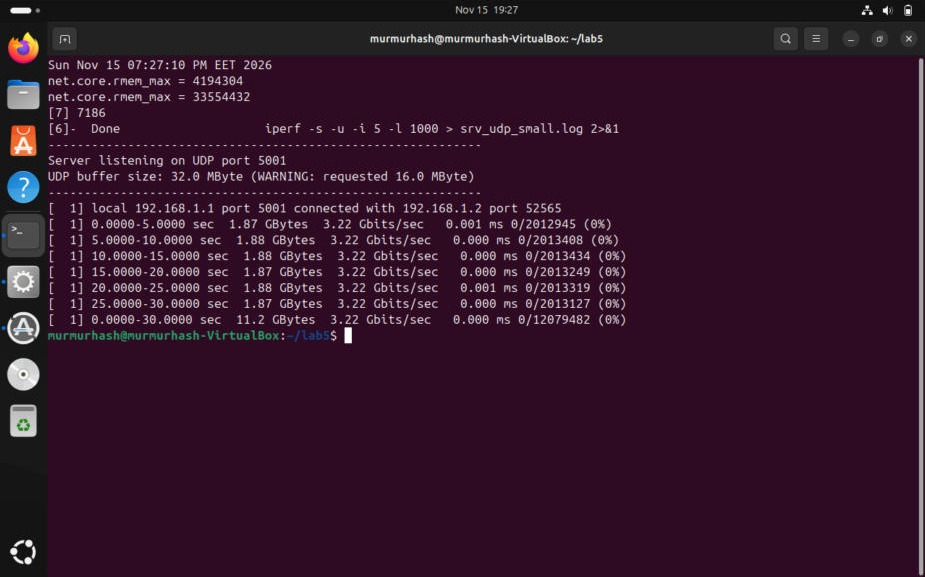 Nov 15 19:27
murmurhash@murmurhash-VirtualBox: ~/lab5
Sun Nov 15 07:27:10 PM EET 2026
net.core.rmem_max = 4194304
net.core.rmem_max = 33554432
[7] 7186
[6]-  Done                    iperf -s -u -i 5 -l 1000 > srv_udp_small.log 2>&1
------------------------------------------------------------
Server listening on UDP port 5001
UDP buffer size: 32.0 MByte (WARNING: requested 16.0 MByte)
------------------------------------------------------------
[  1] local 192.168.1.1 port 5001 connected with 192.168.1.2 port 52565
[  1] 0.0000-5.0000 sec  1.87 GBytes  3.22 Gbits/sec   0.001 ms 0/2012945 (0%)
[  1] 5.0000-10.0000 sec  1.88 GBytes  3.22 Gbits/sec   0.000 ms 0/2013408 (0%)
[  1] 10.0000-15.0000 sec  1.88 GBytes  3.22 Gbits/sec   0.000 ms 0/2013434 (0%)
[  1] 15.0000-20.0000 sec  1.87 GBytes  3.22 Gbits/sec   0.000 ms 0/2013249 (0%)
[  1] 20.0000-25.0000 sec  1.88 GBytes  3.22 Gbits/sec   0.001 ms 0/2013319 (0%)
[  1] 25.0000-30.0000 sec  1.87 GBytes  3.22 Gbits/sec   0.000 ms 0/2013127 (0%)
[  1] 0.0000-30.0000 sec  11.2 GBytes  3.22 Gbits/sec   0.000 ms 0/12079482 (0%)
murmurhash@murmurhash-VirtualBox:~/lab5$